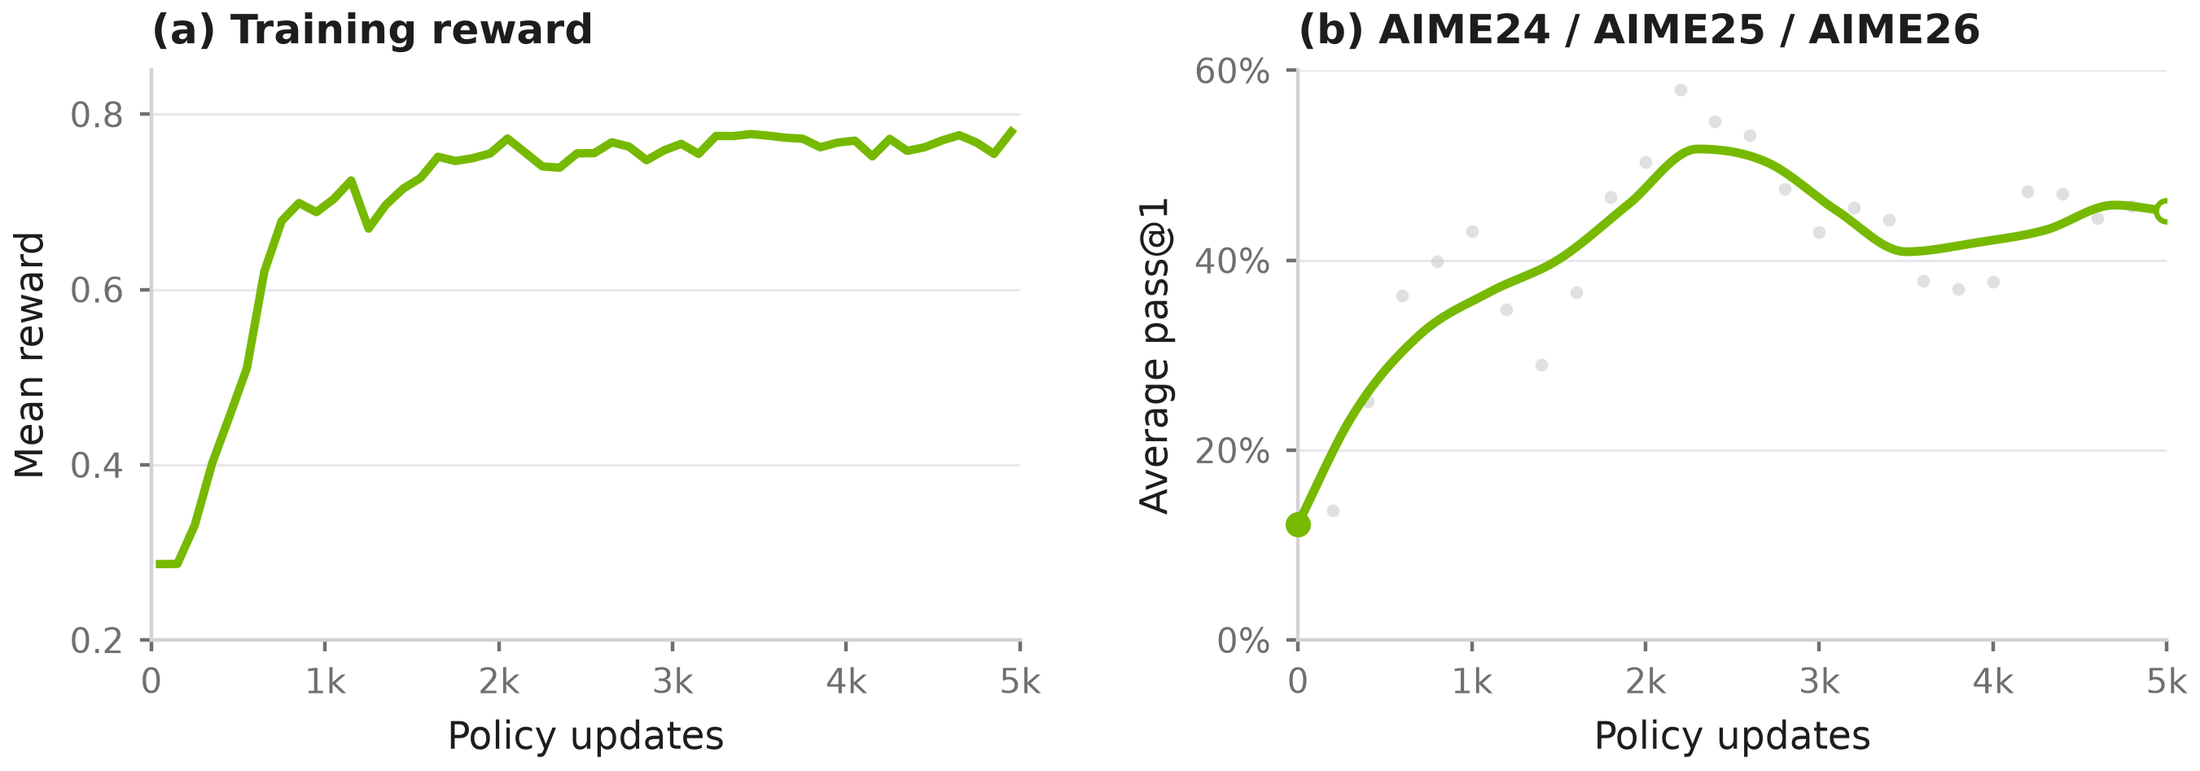 (a) Training reward
Mean reward
0.8
0.6
0.4
0.2
0 1k 2k 3k 4k 5k
Policy updates
(b) AIME24 / AIME25 / AIME26
Average pass@1
60%
40%
20%
0%
0 1k 2k 3k 4k 5k
Policy updates